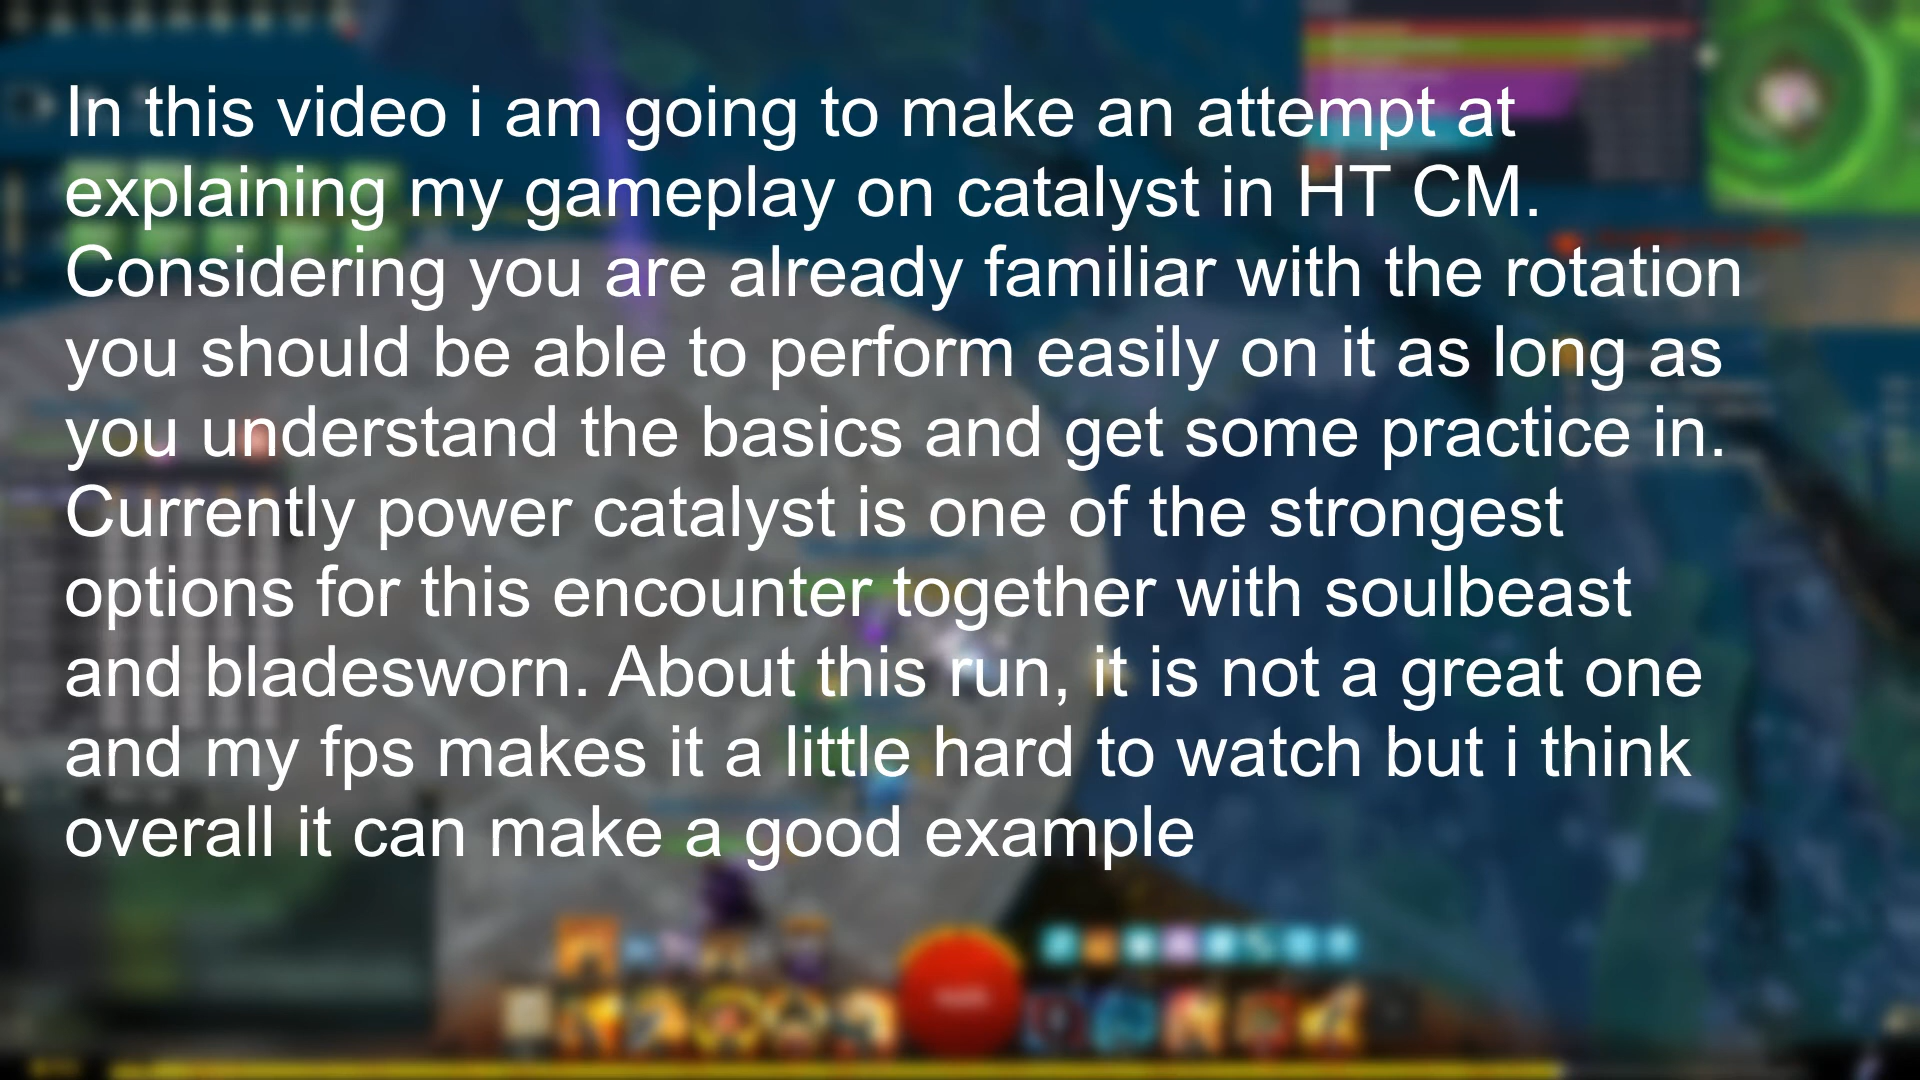 In this video i am going to make an attempt at
explaining my gameplay on catalyst in HT CM.
Considering you are already familiar with the rotation
you should be able to perform easily on it as long as
you understand the basics and get some practice in.
Currently power catalyst is one of the strongest
options for this encounter together with soulbeast
and bladesworn. About this run, it is not a great one
and my fps makes it a little hard to watch but i think
overall it can make a good example